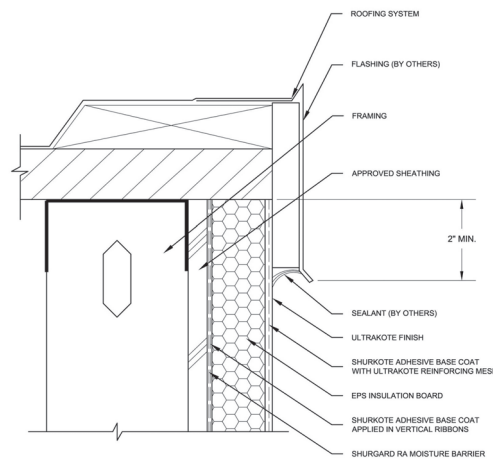 ROOFING SYSTEM
FLASHING (BY OTHERS)
FRAMING
APPROVED SHEATHING
2" MIN.
SEALANT (BY OTHERS)
ULTRAKOTE FINISH
SHURKOTE ADHESIVE BASE COAT
WITH ULTRAKOTE REINFORCING MES
EPS INSULATION BOARD
SHURKOTE ADHESIVE BASE COAT
APPLIED IN VERTICAL RIBBONS
SHURGARD RA MOISTURE BARRIER